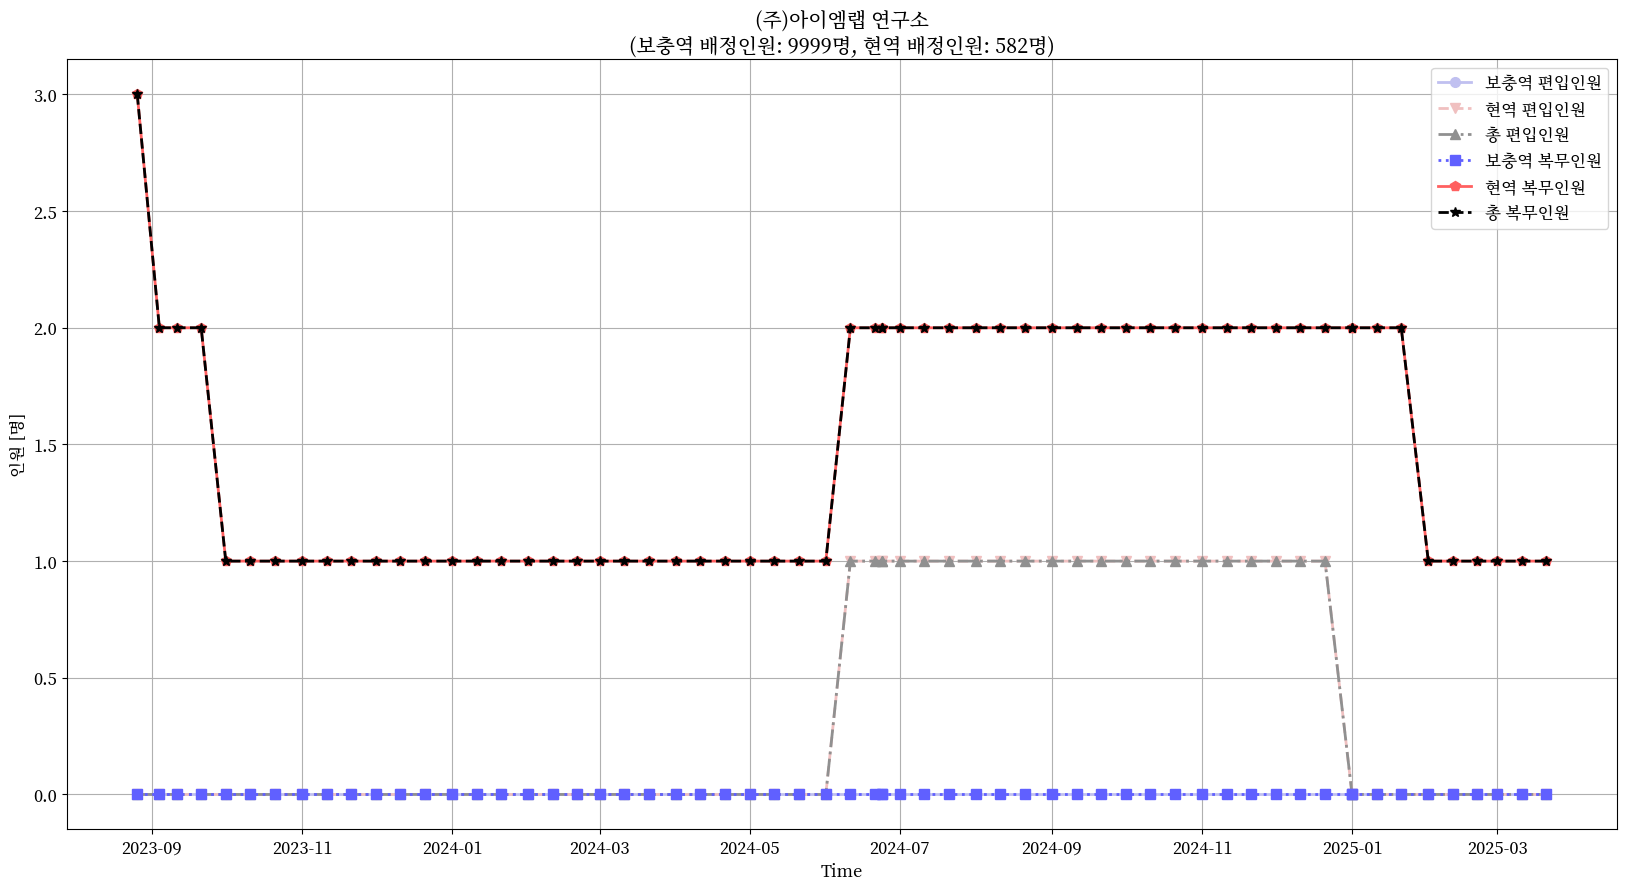 (주)아이엠랩 연구소
(보충역 배정인원: 9999명, 현역 배정인원: 582명)
보충역 편입인원
현역 편입인원
총 편입인원
보충역 복무인원
현역 복무인원
총 복무인원
인원 [명]
3.0
2.5
2.0
1.5
1.0
0.5
0.0
2023-09 2023-11 2024-01 2024-03 2024-05 2024-07 2024-09 2024-11 2025-01 2025-03
Time